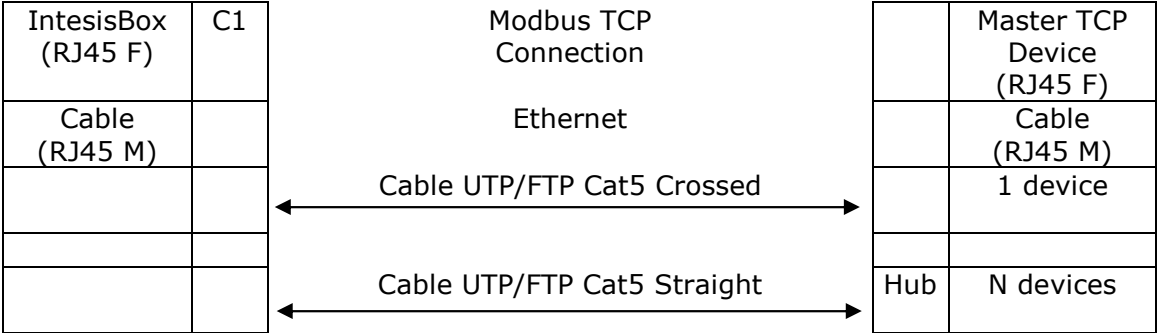 IntesisBox C1 Modbus TCP Master TCP
(RJ45 F) Connection Device
(RJ45 F)
Cable Ethernet Cable
(RJ45 M) (RJ45 M)
Cable UTP/FTP Cat5 Crossed 1 device
Cable UTP/FTP Cat5 Straight Hub N devices